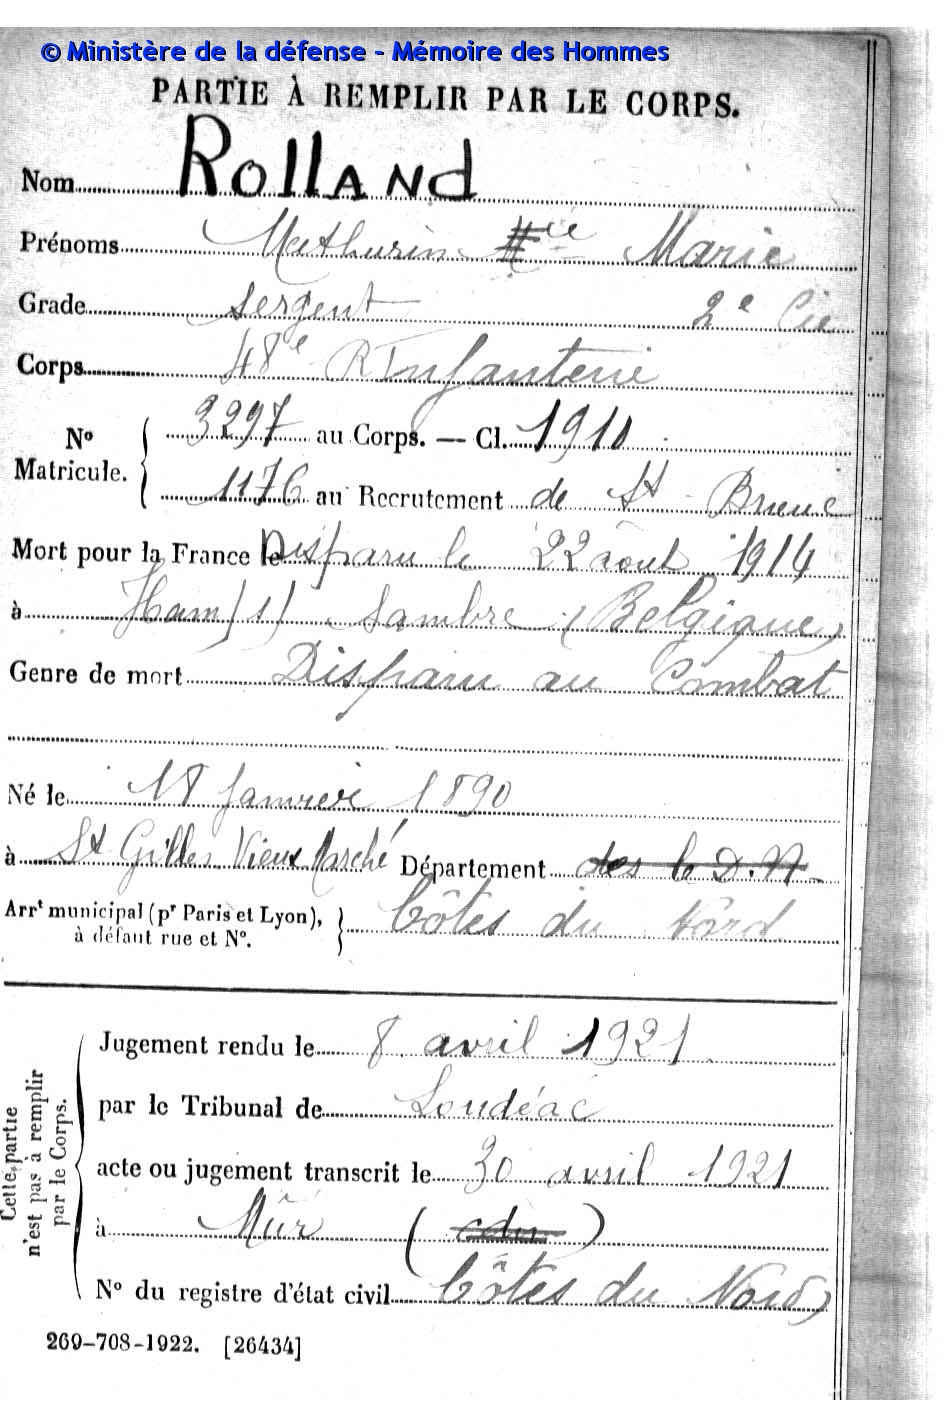 © Ministère de la défense - Mémoire des Hommes
PARTIE À REMPLIR PAR LE CORPS.
Nom ROLLAND
Prénoms Mathurin Marie
Grade Sergent 2e Cie
Corps 48e R Infanterie
No Matricule. 3297 au Corps. — Cl. 1910
1176 au Recrutement de St Brieuc
Mort pour la France le Disparu le 22 août 1914
à Ham s/ Sambre (Belgique)
Genre de mort Disparu au Combat
Né le 18 Janvier 1890
à St Gilles Vieux Marché Département
Arrt municipal (pr Paris et Lyon), à défaut rue et No. Côtes du Nord
Cette partie n'est pas à remplir par le Corps.
Jugement rendu le 8 avril 1921
par le Tribunal de Loudéac
acte ou jugement transcrit le 30 avril 1921
à Mûr (
No du registre d'état civil Côtes du Nord)
269-708-1922. [26434]